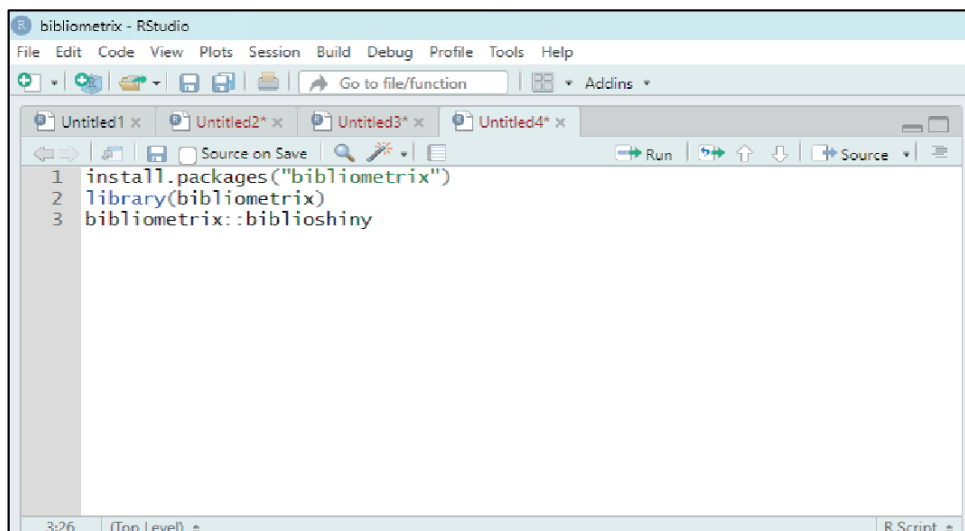 bibliometrix - RStudio
File Edit Code View Plots Session Build Debug Profile Tools Help
Go to file/function Addins
Untitled1 Untitled2* Untitled3* Untitled4*
Source on Save Run Source
1 install.packages("bibliometrix")
2 library(bibliometrix)
3 bibliometrix::biblioshiny
3:26 (Top Level) R Script